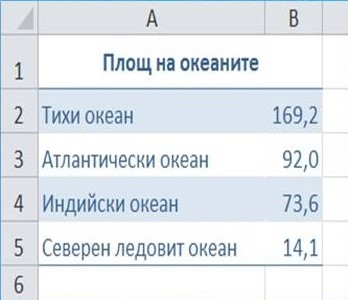 A B
1 Площ на океаните
2 Тихи океан 169,2
3 Атлантически океан 92,0
4 Индийски океан 73,6
5 Северен ледовит океан 14,1
6